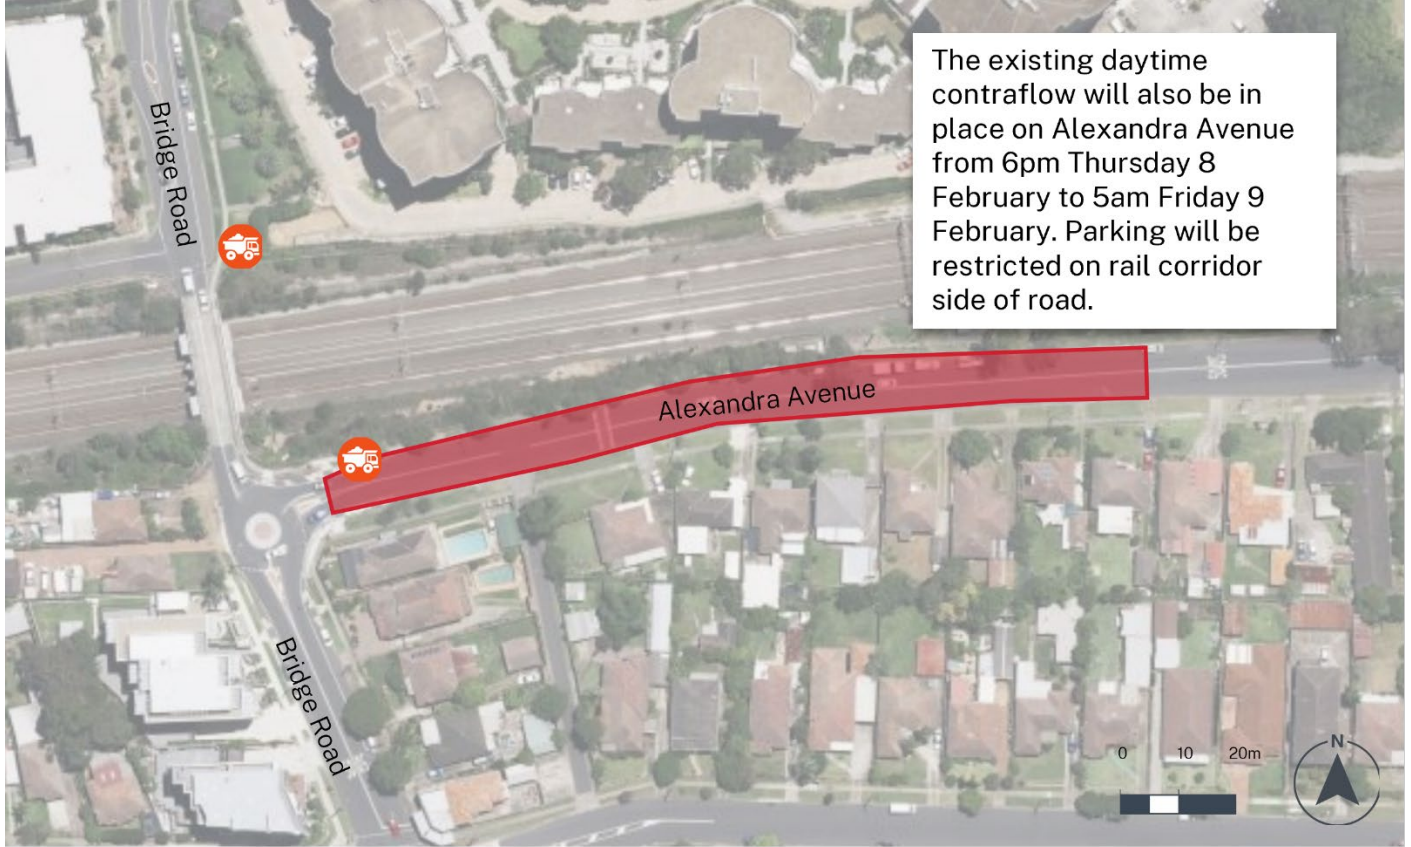 The existing daytime
contraflow will also be in
place on Alexandra Avenue
from 6pm Thursday 8
February to 5am Friday 9
February. Parking will be
restricted on rail corridor
side of road.
Bridge Road
Alexandra Avenue
Bridge Road
N
0 10 20m